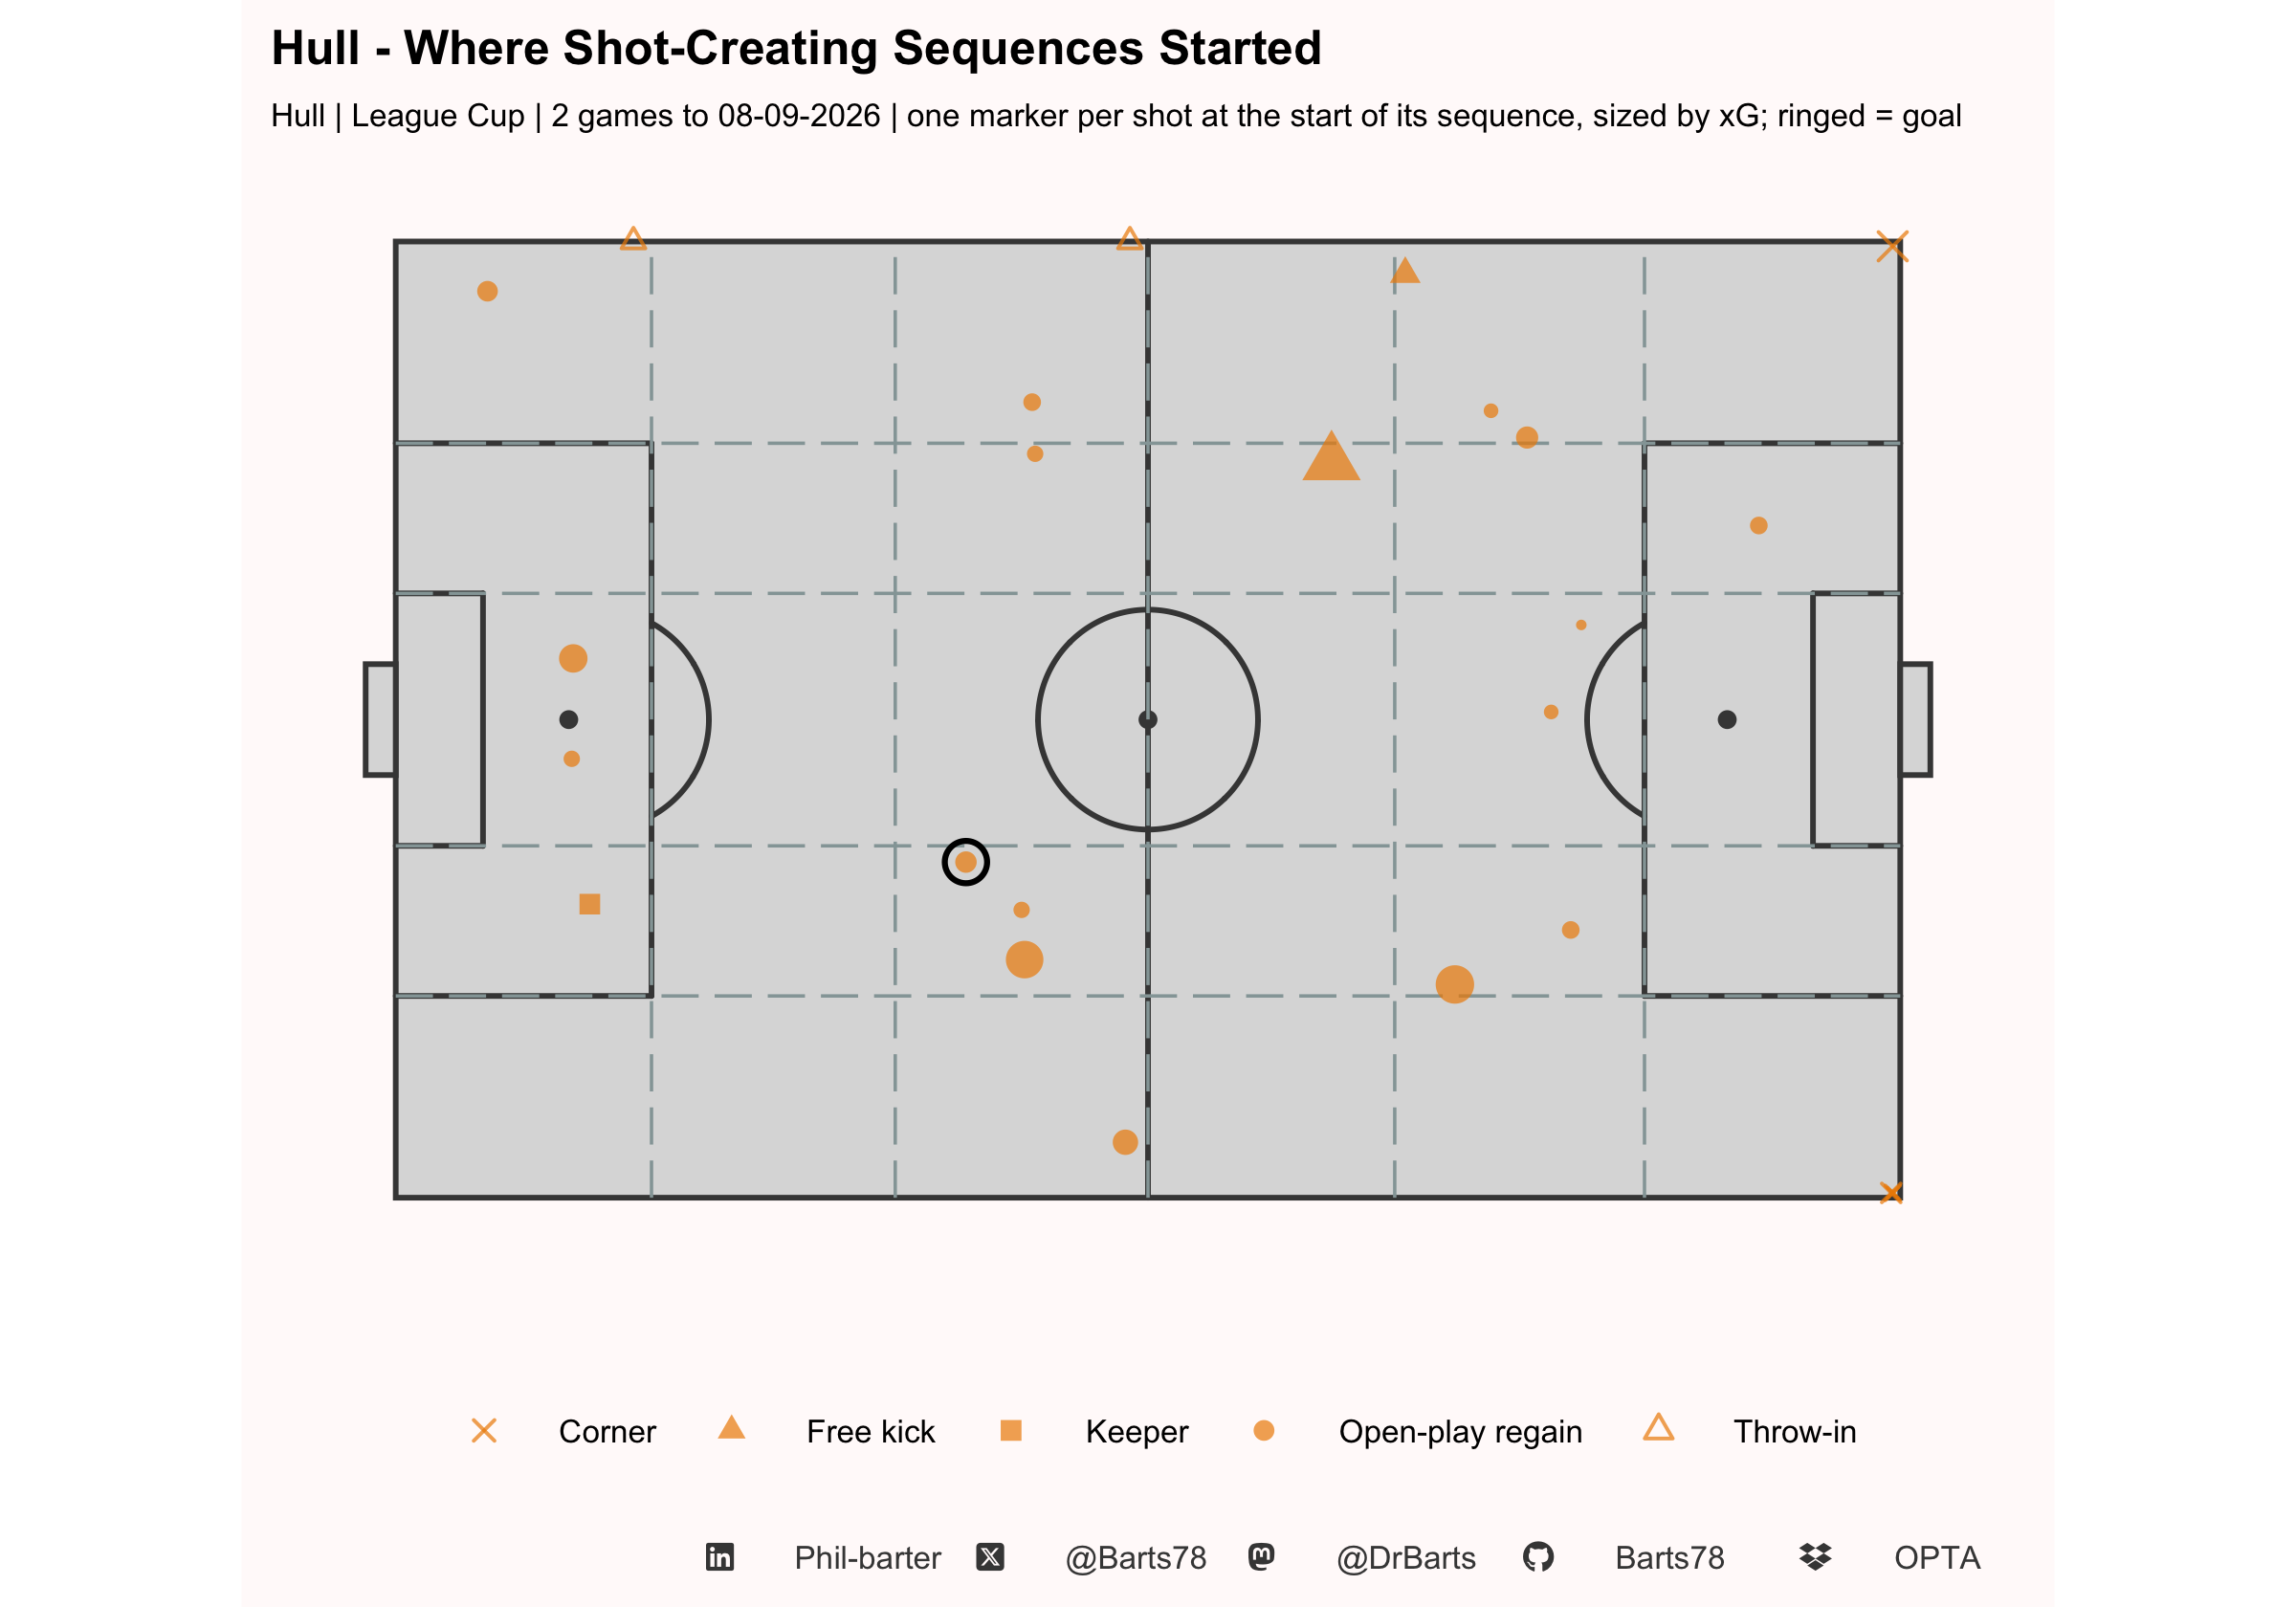 Hull - Where Shot-Creating Sequences Started
Hull | League Cup | 2 games to 08-09-2026 | one marker per shot at the start of its sequence, sized by xG; ringed = goal
Corner Free kick Keeper Open-play regain Throw-in
Phil-barter @Barts78 @DrBarts Barts78 OPTA